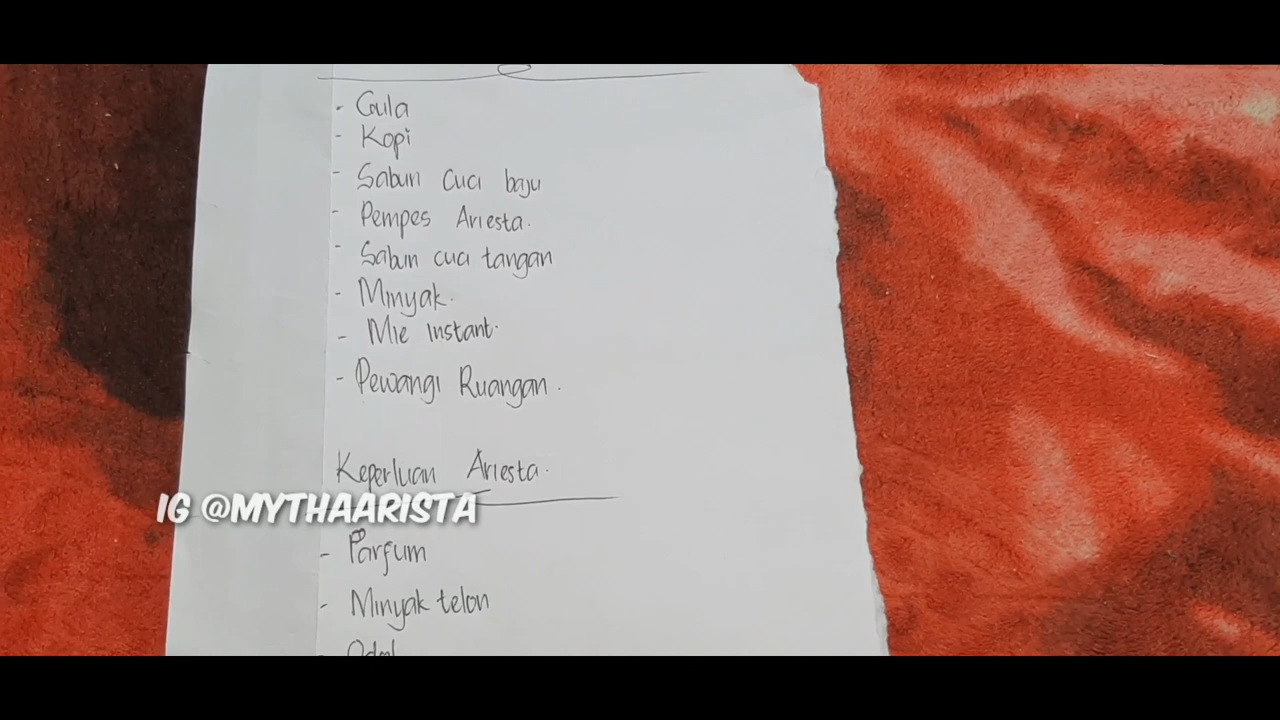 - Gula
- Kopi
- Sabun cuci baju
- Pempes Ariesta.
- Sabun cuci tangan
- Minyak.
- Mie Instant.
- Pewangi Ruangan.
Keperluan Ariesta.
IG @MYTHAARISTA
- Parfum
- Minyak telon